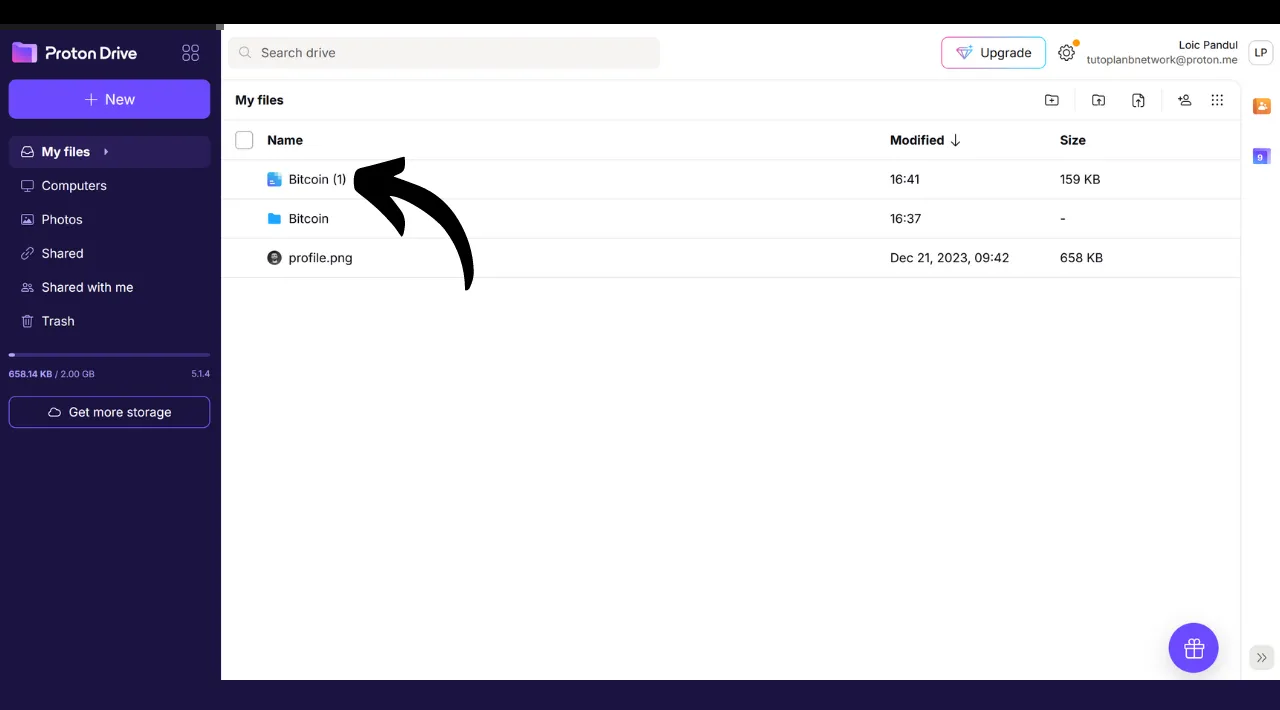 Proton Drive
Search drive
Upgrade
Loic Pandul
tutoplanbnetwork@proton.me
LP
New
My files
Computers
Photos
Shared
Shared with me
Trash
658.14 KB / 2.00 GB
5.1.4
Get more storage
My files
Name Modified Size
Bitcoin (1) 16:41 159 KB
Bitcoin 16:37 -
profile.png Dec 21, 2023, 09:42 658 KB
9